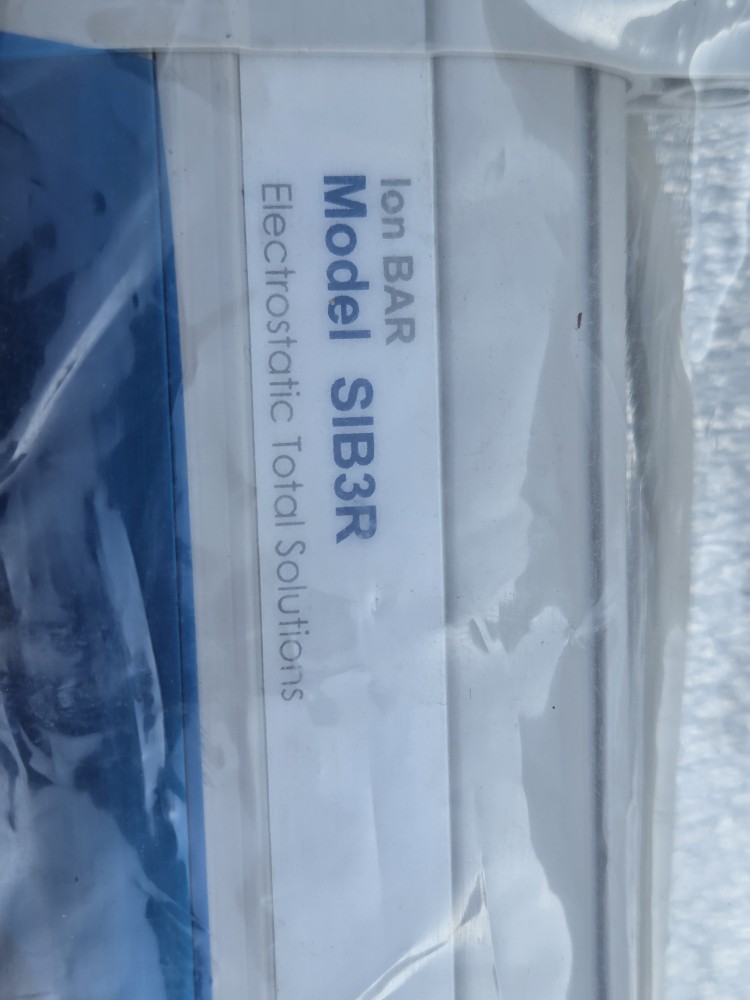 Ion BAR
Model SIB3R
Electrostatic Total Solutions